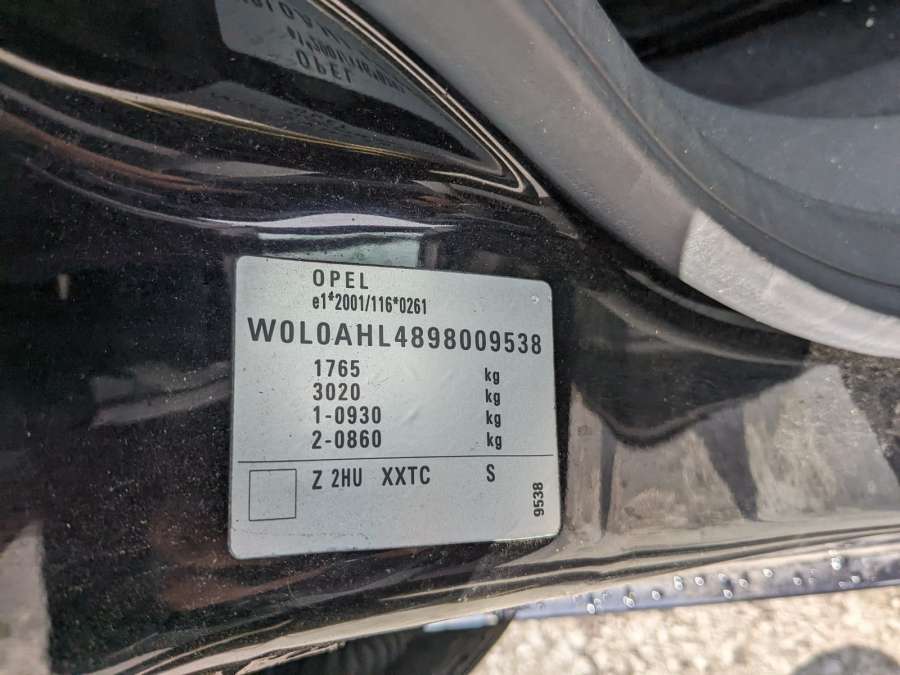 OPEL
e1*2001/116*0261
W0L0AHL4898009538
1765 kg
3020 kg
1-0930 kg
2-0860 kg
Z 2HU XXTC S
9538